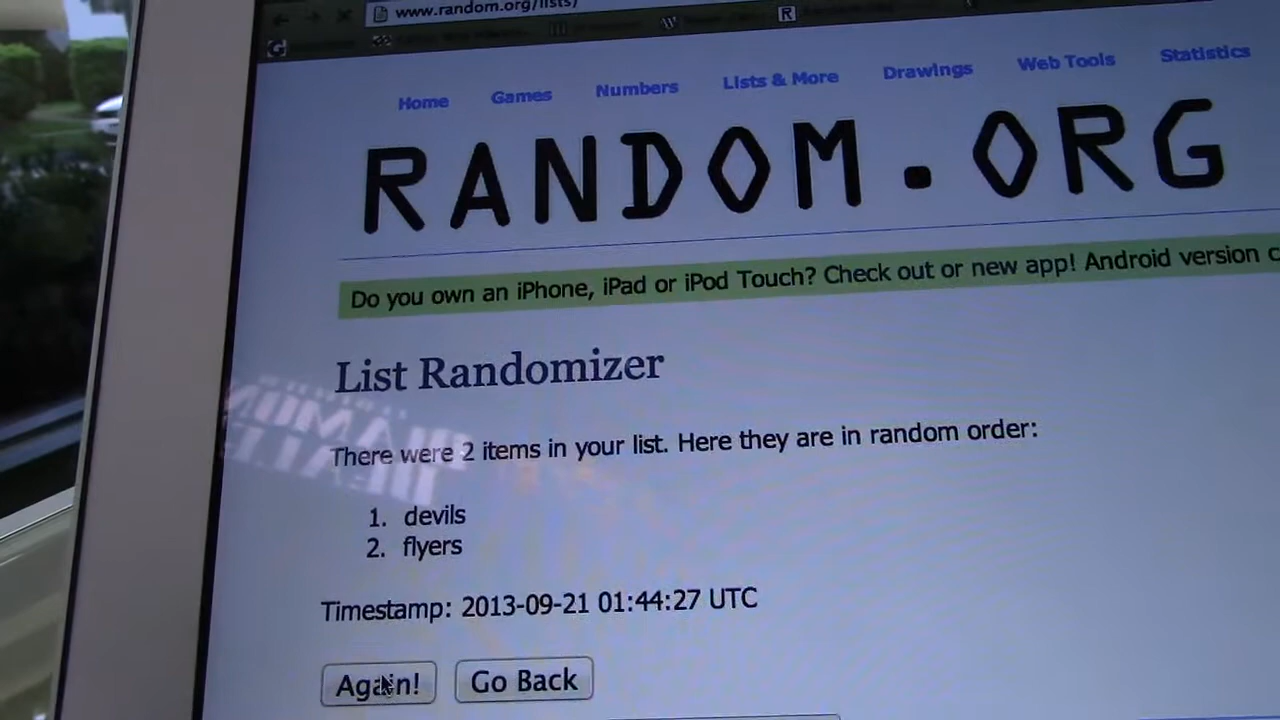 www.random.org/lists/
Home Games Numbers Lists & More Drawings Web Tools Statistics
RANDOM.ORG
Do you own an iPhone, iPad or iPod Touch? Check out or new app! Android version
List Randomizer
There were 2 items in your list. Here they are in random order:
1. devils
2. flyers
Timestamp: 2013-09-21 01:44:27 UTC
Again! Go Back